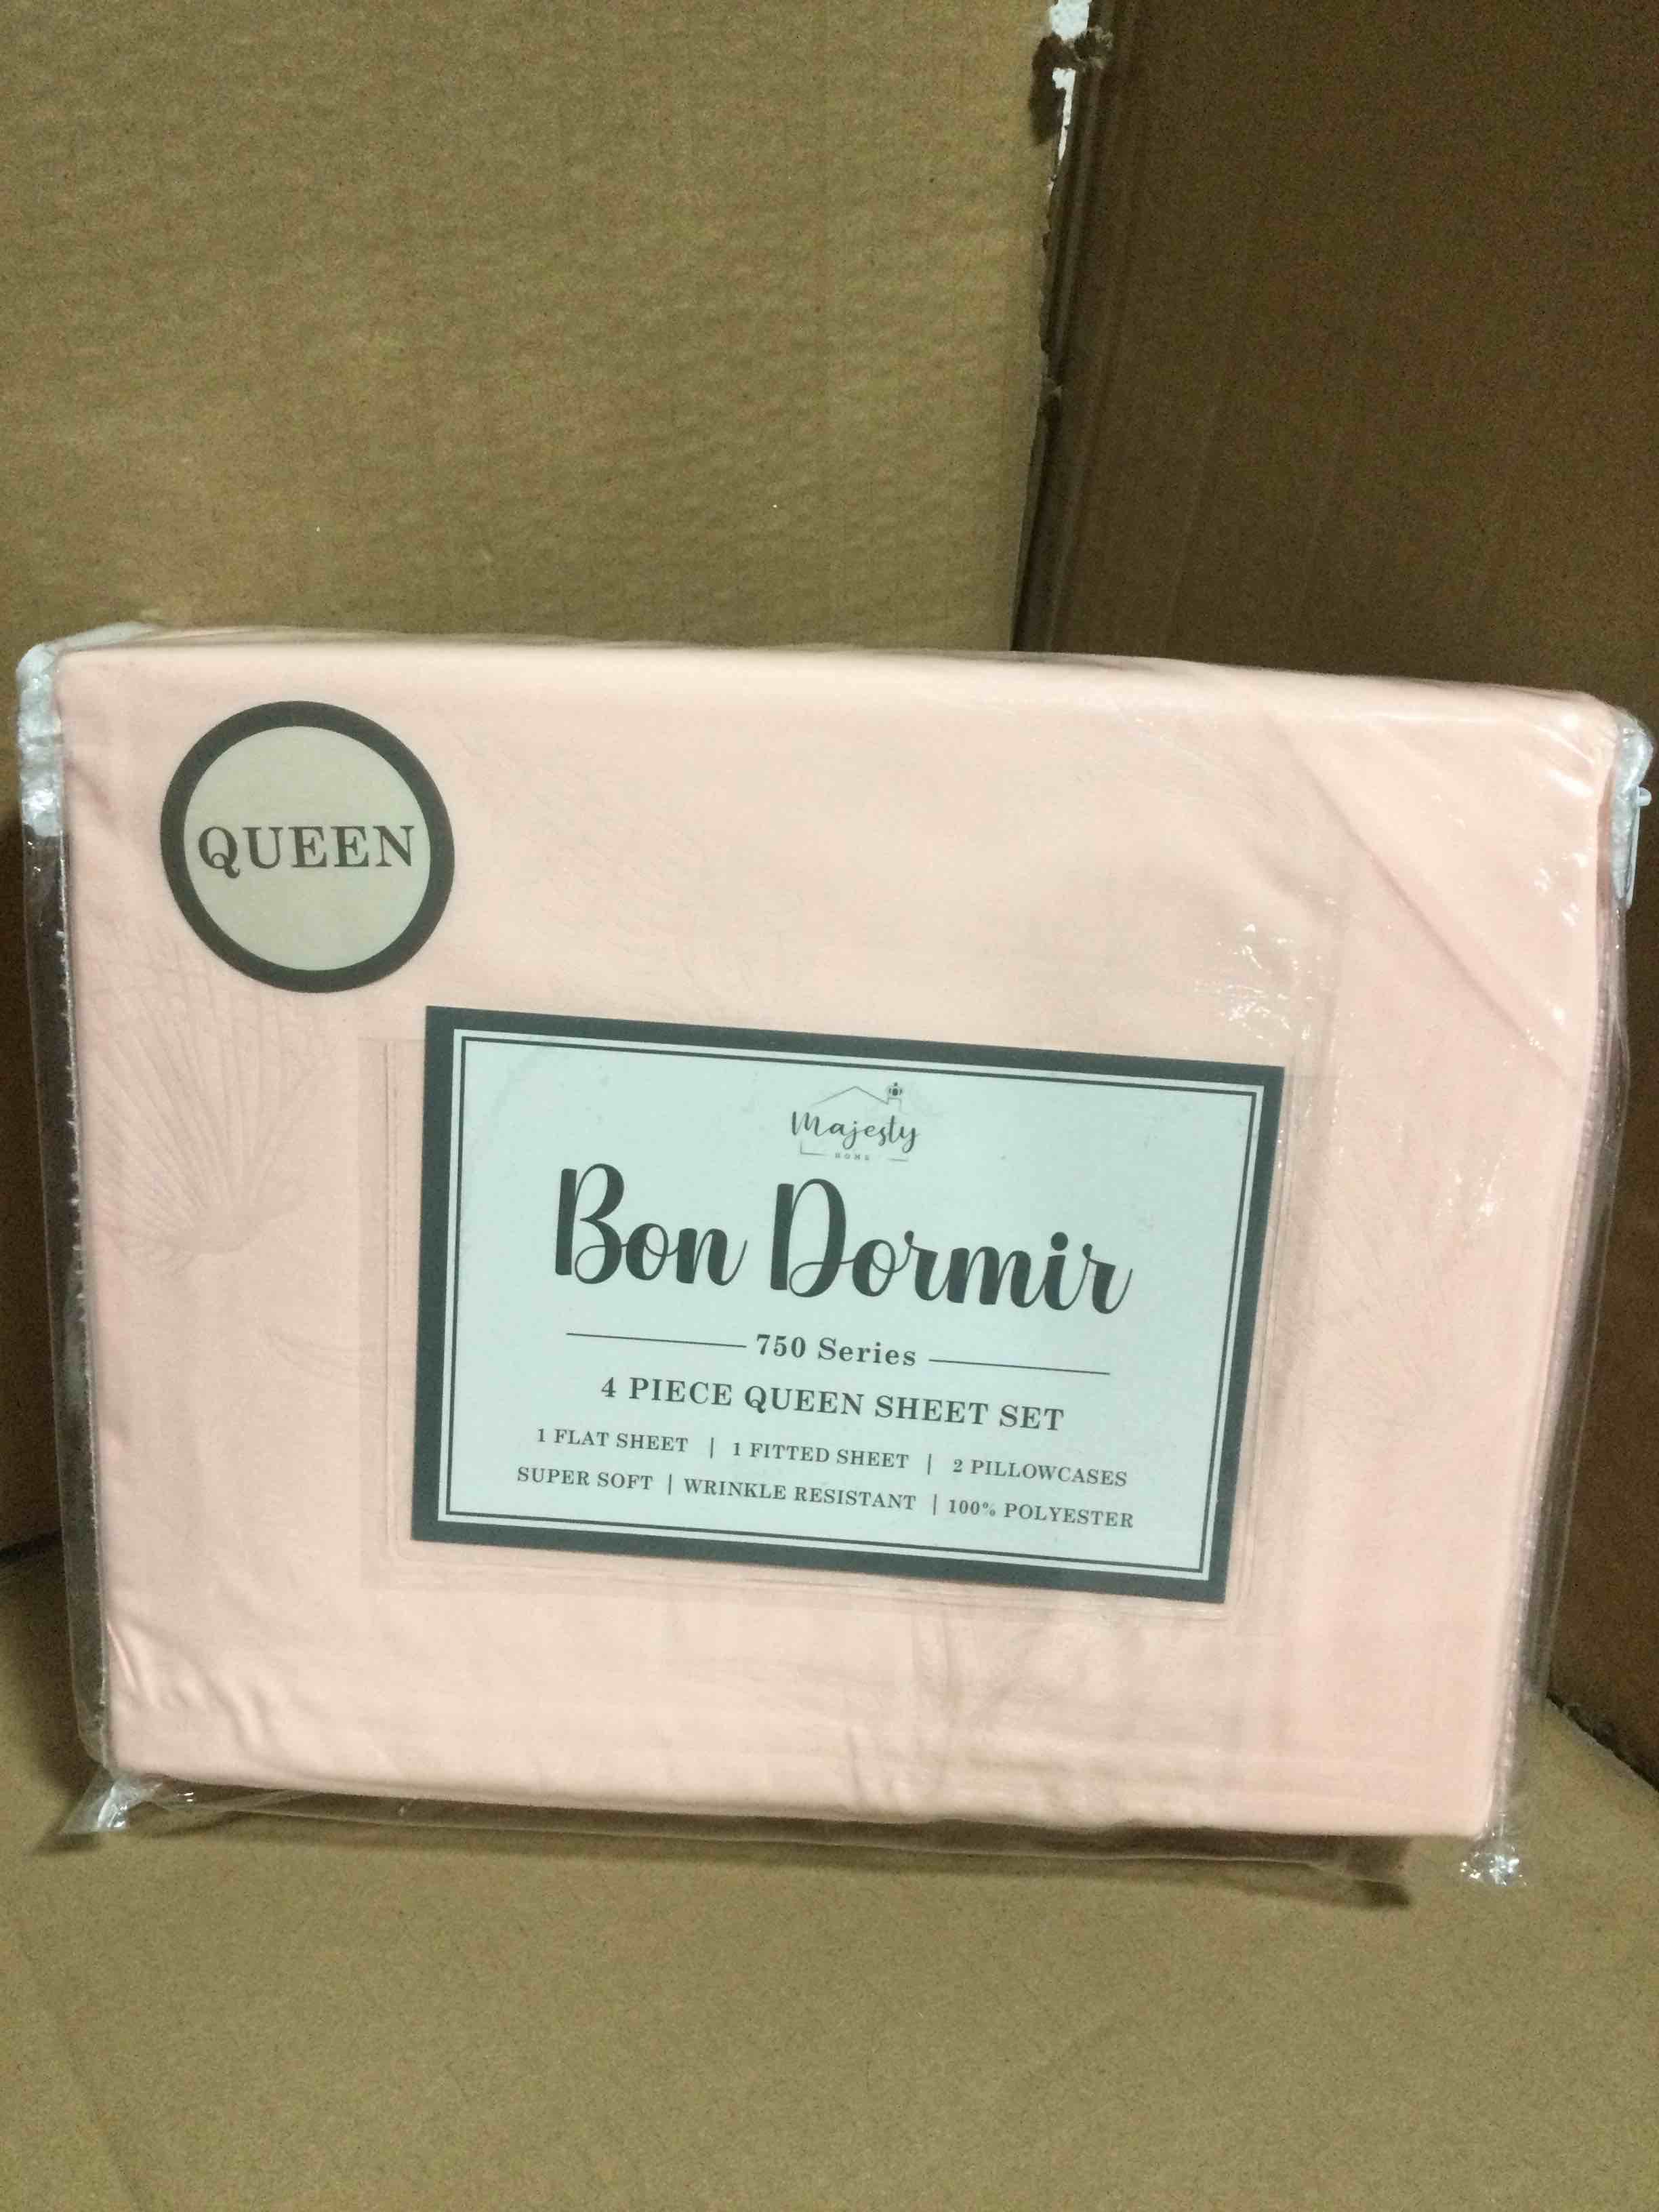 QUEEN
Majesty
HOME
Bon Dormir
750 Series
4 PIECE QUEEN SHEET SET
1 FLAT SHEET | 1 FITTED SHEET | 2 PILLOWCASES
SUPER SOFT | WRINKLE RESISTANT | 100% POLYESTER